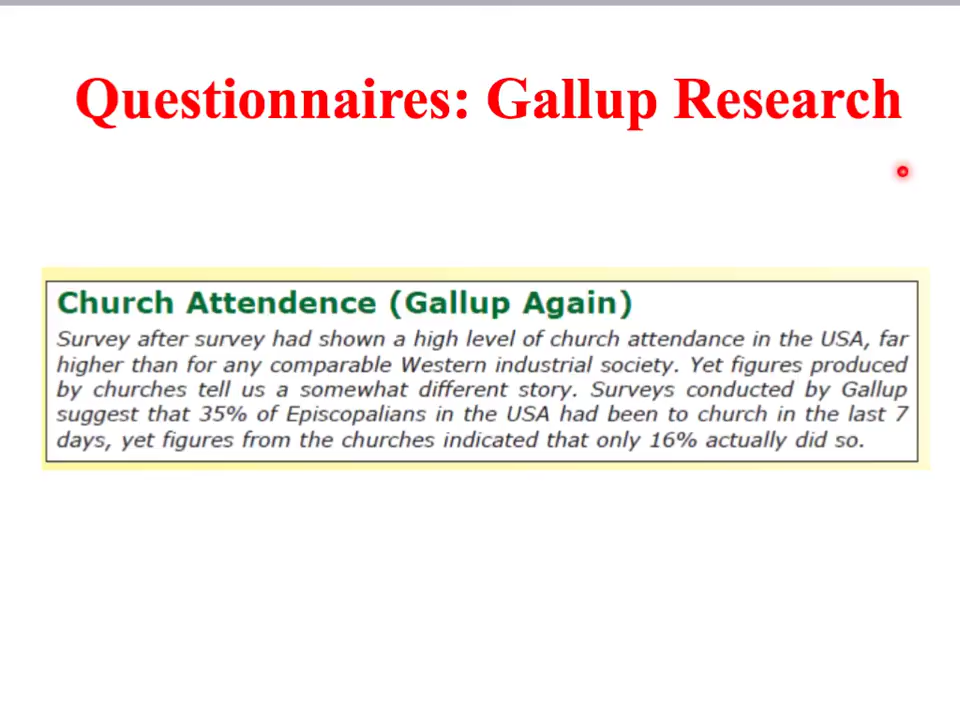 Questionnaires: Gallup Research
Church Attendence (Gallup Again)
Survey after survey had shown a high level of church attendance in the USA, far
higher than for any comparable Western industrial society. Yet figures produced
by churches tell us a somewhat different story. Surveys conducted by Gallup
suggest that 35% of Episcopalians in the USA had been to church in the last 7
days, yet figures from the churches indicated that only 16% actually did so.